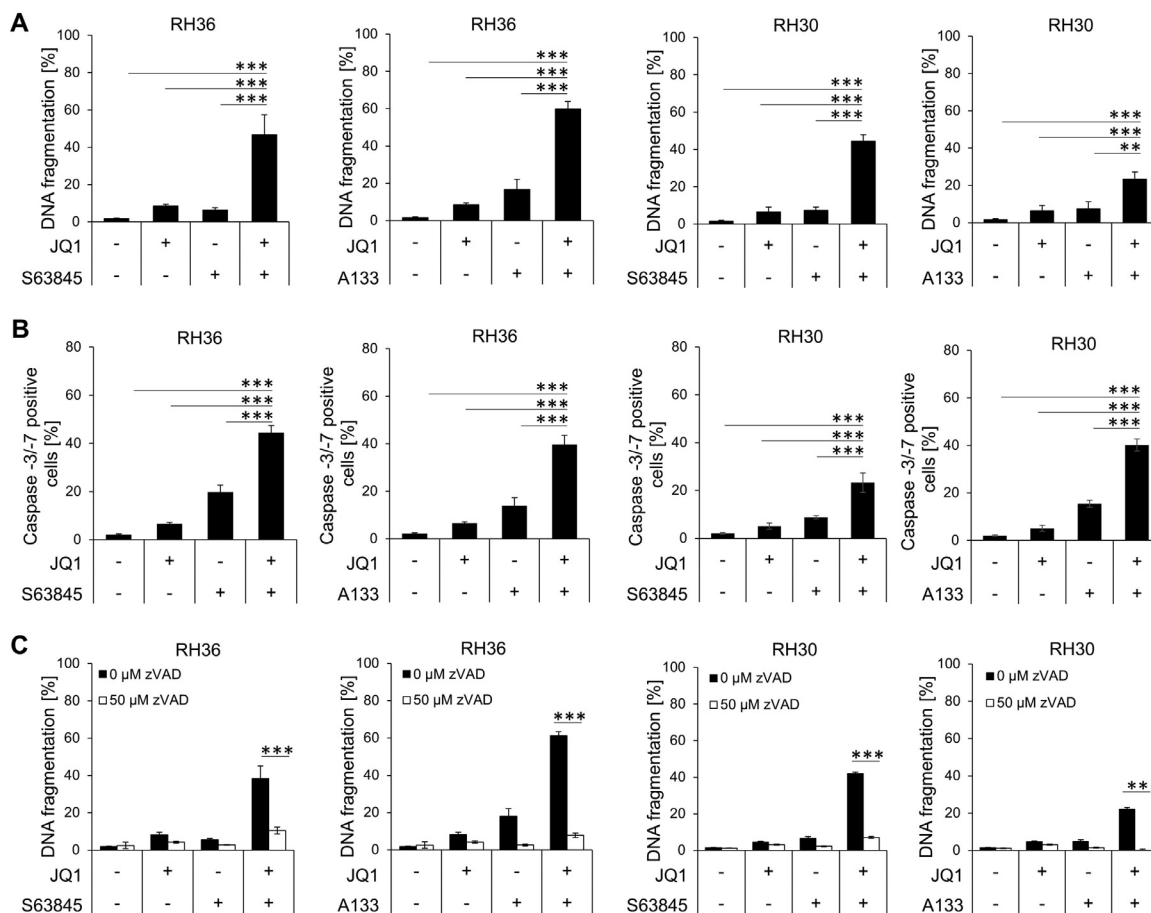 A
RH36
DNA fragmentation [%]
100
80
60
40
20
0
***
***
***
JQ1 - + - +
S63845 - - + +
RH36
DNA fragmentation [%]
100
80
60
40
20
0
***
***
***
JQ1 - + - +
A133 - - + +
RH30
DNA fragmentation [%]
100
80
60
40
20
0
***
***
***
JQ1 - + - +
S63845 - - + +
RH30
DNA fragmentation [%]
100
80
60
40
20
0
***
***
**
JQ1 - + - +
A133 - - + +
B
RH36
Caspase -3/-7 positive
cells [%]
80
60
40
20
0
***
***
***
JQ1 - + - +
S63845 - - + +
RH36
Caspase -3/-7 positive
cells [%]
80
60
40
20
0
***
***
***
JQ1 - + - +
A133 - - + +
RH30
Caspase -3/-7 positive
cells [%]
80
60
40
20
0
***
***
***
JQ1 - + - +
S63845 - - + +
RH30
Caspase -3/-7 positive
cells [%]
80
60
40
20
0
***
***
***
JQ1 - + - +
A133 - - + +
C
RH36
DNA fragmentation [%]
100
80
60
40
20
0
0 µM zVAD
50 µM zVAD
***
JQ1 - + - +
S63845 - - + +
RH36
DNA fragmentation [%]
100
80
60
40
20
0
0 µM zVAD
50 µM zVAD
***
JQ1 - + - +
A133 - - + +
RH30
DNA fragmentation [%]
100
80
60
40
20
0
0 µM zVAD
50 µM zVAD
***
JQ1 - + - +
S63845 - - + +
RH30
DNA fragmentation [%]
100
80
60
40
20
0
0 µM zVAD
50 µM zVAD
**
JQ1 - + - +
A133 - - + +